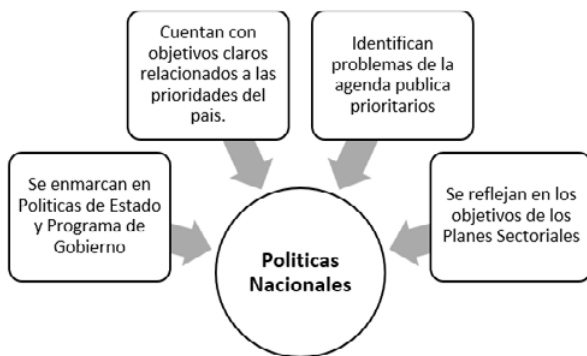 Cuentan con
objetivos claros
relacionados a las
prioridades del
pais.
Identifican
problemas de la
agenda publica
prioritarios
Se enmarcan en
Politicas de Estado
y Programa de
Gobierno
Se reflejan en los
objetivos de los
Planes Sectoriales
Politicas
Nacionales